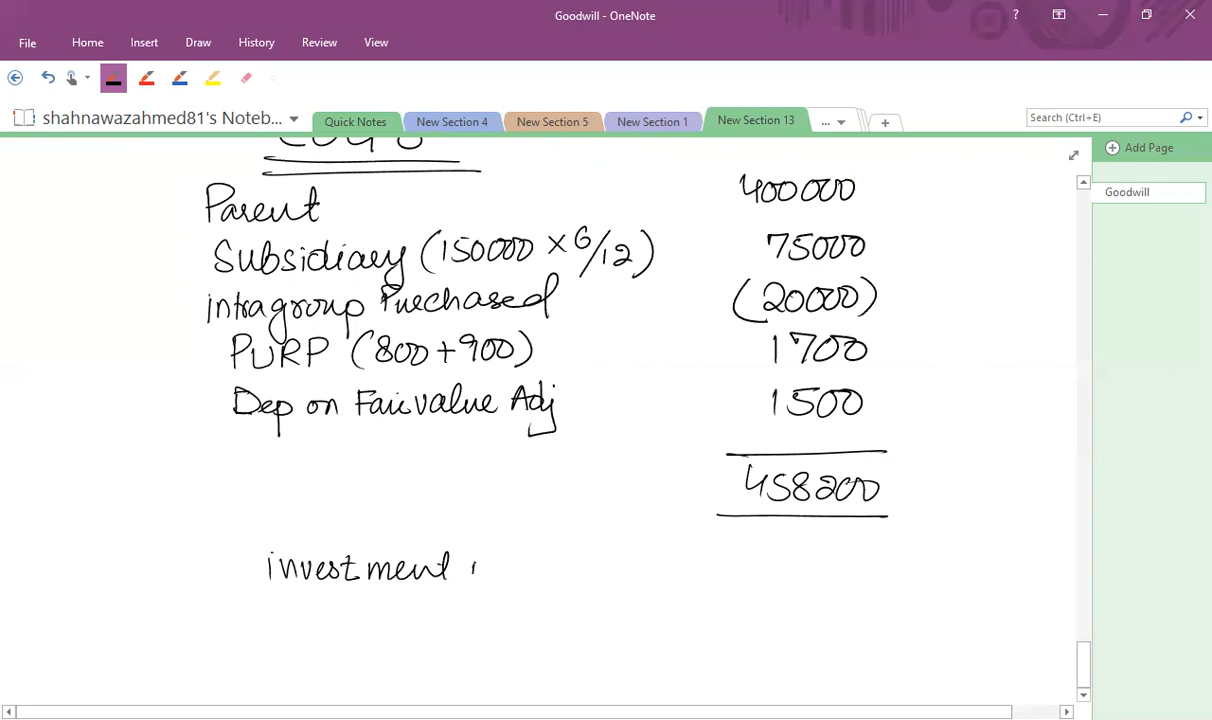 Goodwill - OneNote
?
File Home Insert Draw History Review View
shahnawazahmed81's Noteb... Quick Notes New Section 4 New Section 5 New Section 1 New Section 13 ... Search (Ctrl+E)
Add Page
Goodwill
Parent 400000
Subsidiary (150000 × 6/12) 75000
intragroup Purchased (20000)
PURP (800+900) 1700
Dep on Fair value Adj 1500
458200
investment